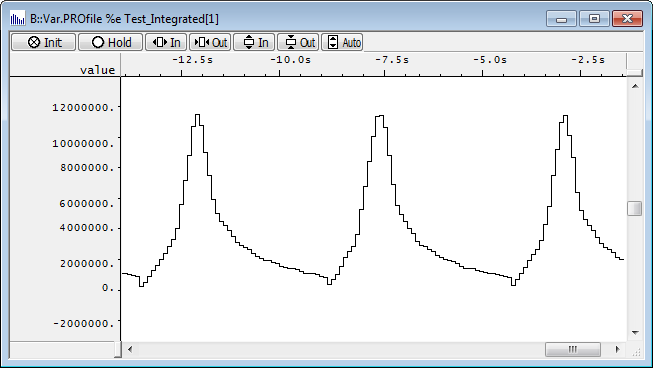 B::Var.PROfile %e Test_Integrated[1]
Init Hold In Out In Out Auto
-12.5s -10.0s -7.5s -5.0s -2.5s
value
12000000.
10000000.
8000000.
6000000.
4000000.
2000000.
0.
-2000000.